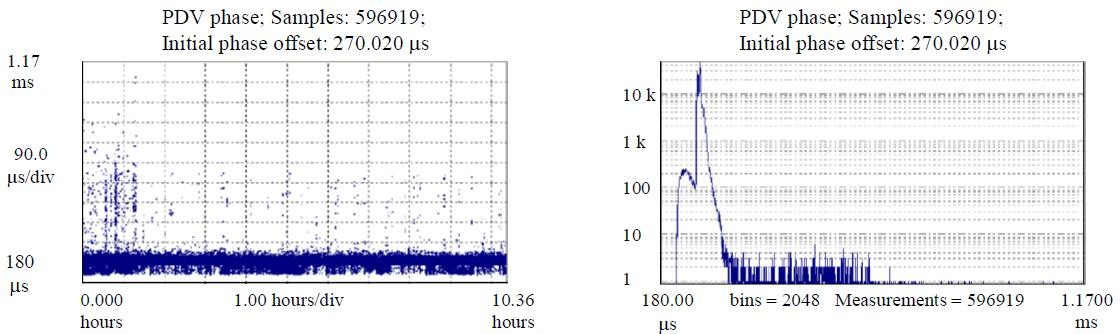 PDV phase; Samples: 596919;
Initial phase offset: 270.020 µs
1.17
ms
90.0
µs/div
180
µs
0.000
hours
1.00 hours/div
10.36
hours
PDV phase; Samples: 596919;
Initial phase offset: 270.020 µs
10 k
1 k
100
10
1
180.00
µs
bins = 2048 Measurements = 596919
1.1700
ms